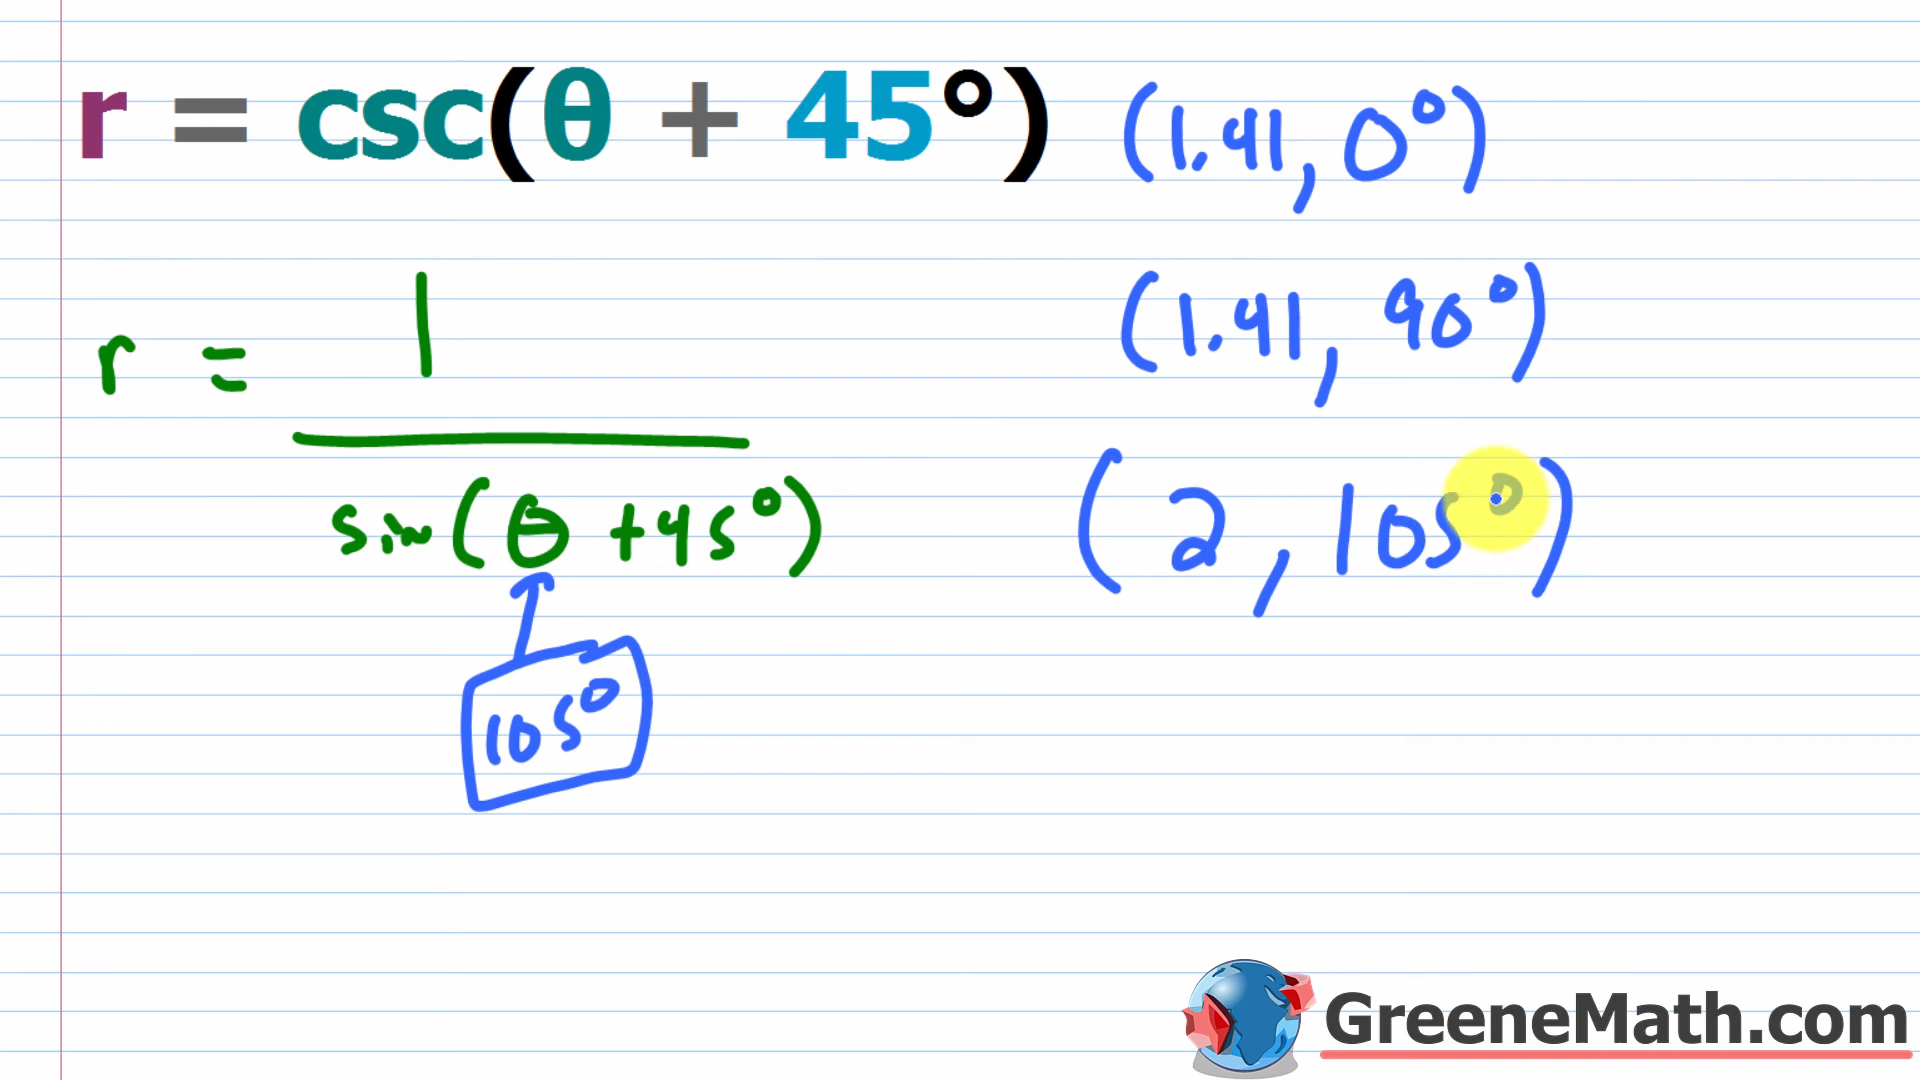 r = csc(θ + 45°) (1.41, 0°)
(1.41, 90°)
r = 1
sin(θ + 45°)
(2, 105°)
105°
GreeneMath.com